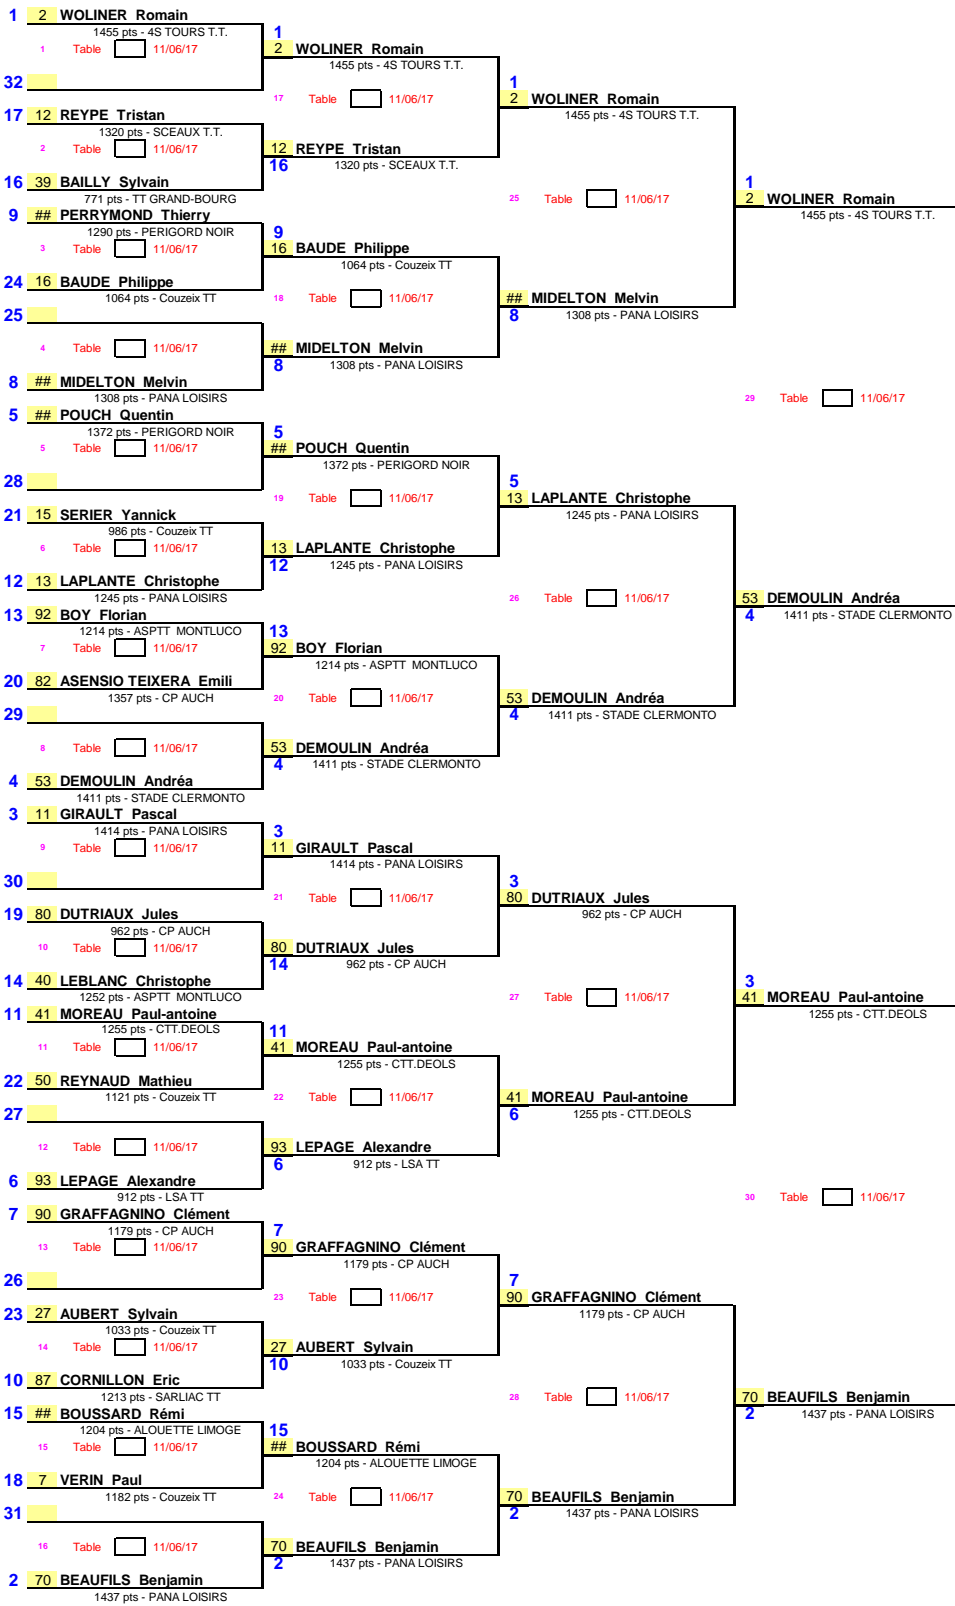 1 2 WOLINER Romain
1455 pts - 4S TOURS T.T.
1 Table 11/06/17
32
17 12 REYPE Tristan
1320 pts - SCEAUX T.T.
2 Table 11/06/17
16 39 BAILLY Sylvain
771 pts - TT GRAND-BOURG
9 ## PERRYMOND Thierry
1290 pts - PERIGORD NOIR
3 Table 11/06/17
24 16 BAUDE Philippe
1064 pts - Couzeix TT
25
4 Table 11/06/17
8 ## MIDELTON Melvin
1308 pts - PANA LOISIRS
5 ## POUCH Quentin
1372 pts - PERIGORD NOIR
5 Table 11/06/17
28
21 15 SERIER Yannick
986 pts - Couzeix TT
6 Table 11/06/17
12 13 LAPLANTE Christophe
1245 pts - PANA LOISIRS
13 92 BOY Florian
1214 pts - ASPTT MONTLUCO
7 Table 11/06/17
20 82 ASENSIO TEIXERA Emili
1357 pts - CP AUCH
29
8 Table 11/06/17
4 53 DEMOULIN Andréa
1411 pts - STADE CLERMONTO
3 11 GIRAULT Pascal
1414 pts - PANA LOISIRS
9 Table 11/06/17
30
19 80 DUTRIAUX Jules
962 pts - CP AUCH
10 Table 11/06/17
14 40 LEBLANC Christophe
1252 pts - ASPTT MONTLUCO
11 41 MOREAU Paul-antoine
1255 pts - CTT.DEOLS
11 Table 11/06/17
22 50 REYNAUD Mathieu
1121 pts - Couzeix TT
27
12 Table 11/06/17
6 93 LEPAGE Alexandre
912 pts - LSA TT
7 90 GRAFFAGNINO Clément
1179 pts - CP AUCH
13 Table 11/06/17
26
23 27 AUBERT Sylvain
1033 pts - Couzeix TT
14 Table 11/06/17
10 87 CORNILLON Eric
1213 pts - SARLIAC TT
15 ## BOUSSARD Rémi
1204 pts - ALOUETTE LIMOGE
15 Table 11/06/17
18 7 VERIN Paul
1182 pts - Couzeix TT
31
16 Table 11/06/17
2 70 BEAUFILS Benjamin
1437 pts - PANA LOISIRS
1
2 WOLINER Romain
1455 pts - 4S TOURS T.T.
17 Table 11/06/17
12 REYPE Tristan
16 1320 pts - SCEAUX T.T.
9
16 BAUDE Philippe
1064 pts - Couzeix TT
18 Table 11/06/17
## MIDELTON Melvin
8 1308 pts - PANA LOISIRS
5
## POUCH Quentin
1372 pts - PERIGORD NOIR
19 Table 11/06/17
13 LAPLANTE Christophe
12 1245 pts - PANA LOISIRS
13
92 BOY Florian
1214 pts - ASPTT MONTLUCO
20 Table 11/06/17
53 DEMOULIN Andréa
4 1411 pts - STADE CLERMONTO
3
11 GIRAULT Pascal
1414 pts - PANA LOISIRS
21 Table 11/06/17
80 DUTRIAUX Jules
14 962 pts - CP AUCH
11
41 MOREAU Paul-antoine
1255 pts - CTT.DEOLS
22 Table 11/06/17
93 LEPAGE Alexandre
6 912 pts - LSA TT
7
90 GRAFFAGNINO Clément
1179 pts - CP AUCH
23 Table 11/06/17
27 AUBERT Sylvain
10 1033 pts - Couzeix TT
15
## BOUSSARD Rémi
1204 pts - ALOUETTE LIMOGE
24 Table 11/06/17
70 BEAUFILS Benjamin
2 1437 pts - PANA LOISIRS
1
2 WOLINER Romain
1455 pts - 4S TOURS T.T.
25 Table 11/06/17
## MIDELTON Melvin
8 1308 pts - PANA LOISIRS
5
13 LAPLANTE Christophe
1245 pts - PANA LOISIRS
26 Table 11/06/17
53 DEMOULIN Andréa
4 1411 pts - STADE CLERMONTO
3
80 DUTRIAUX Jules
962 pts - CP AUCH
27 Table 11/06/17
41 MOREAU Paul-antoine
6 1255 pts - CTT.DEOLS
7
90 GRAFFAGNINO Clément
1179 pts - CP AUCH
28 Table 11/06/17
70 BEAUFILS Benjamin
2 1437 pts - PANA LOISIRS
1
2 WOLINER Romain
1455 pts - 4S TOURS T.T.
29 Table 11/06/17
53 DEMOULIN Andréa
4 1411 pts - STADE CLERMONTO
3
41 MOREAU Paul-antoine
1255 pts - CTT.DEOLS
30 Table 11/06/17
70 BEAUFILS Benjamin
2 1437 pts - PANA LOISIRS